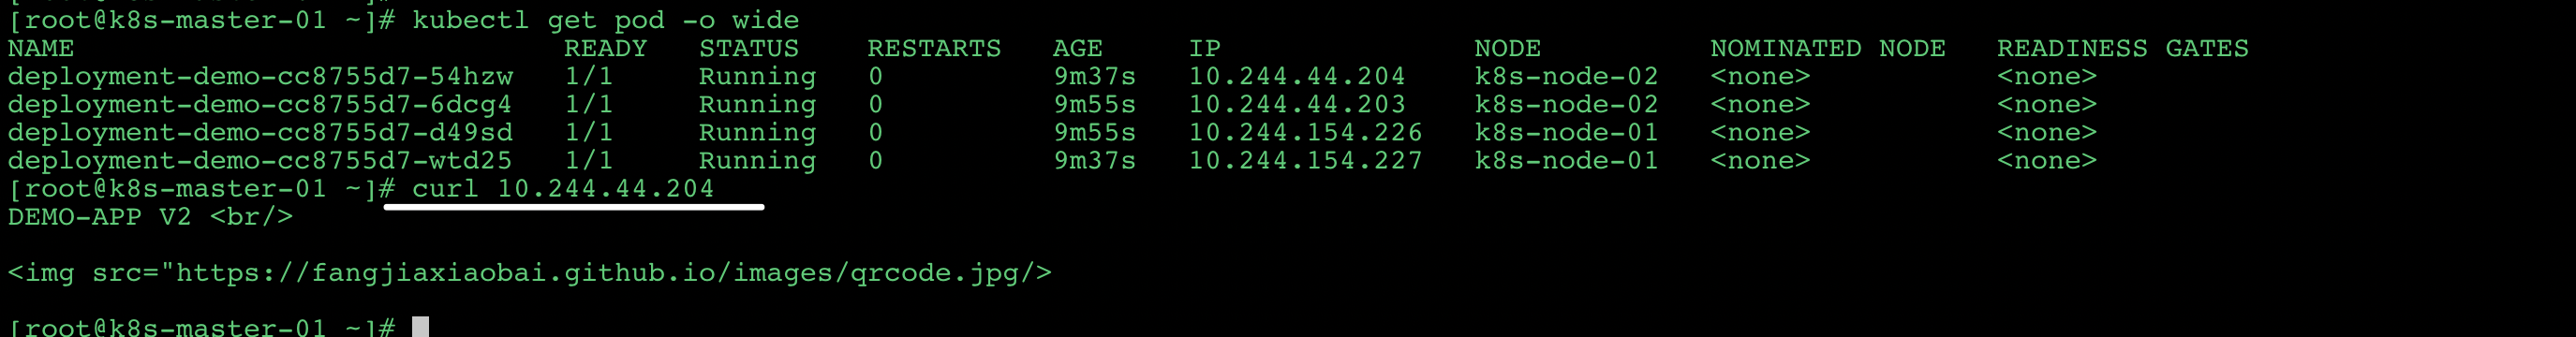 [root@k8s-master-01 ~]# kubectl get pod -o wide
NAME                              READY   STATUS    RESTARTS   AGE     IP               NODE          NOMINATED NODE   READINESS GATES
deployment-demo-cc8755d7-54hzw   1/1     Running   0          9m37s   10.244.44.204    k8s-node-02   <none>           <none>
deployment-demo-cc8755d7-6dcg4   1/1     Running   0          9m55s   10.244.44.203    k8s-node-02   <none>           <none>
deployment-demo-cc8755d7-d49sd   1/1     Running   0          9m55s   10.244.154.226   k8s-node-01   <none>           <none>
deployment-demo-cc8755d7-wtd25   1/1     Running   0          9m37s   10.244.154.227   k8s-node-01   <none>           <none>
[root@k8s-master-01 ~]# curl 10.244.44.204
DEMO-APP V2 <br/>
<img src="https://fangjiaxiaobai.github.io/images/qrcode.jpg/>
[root@k8s-master-01 ~]#